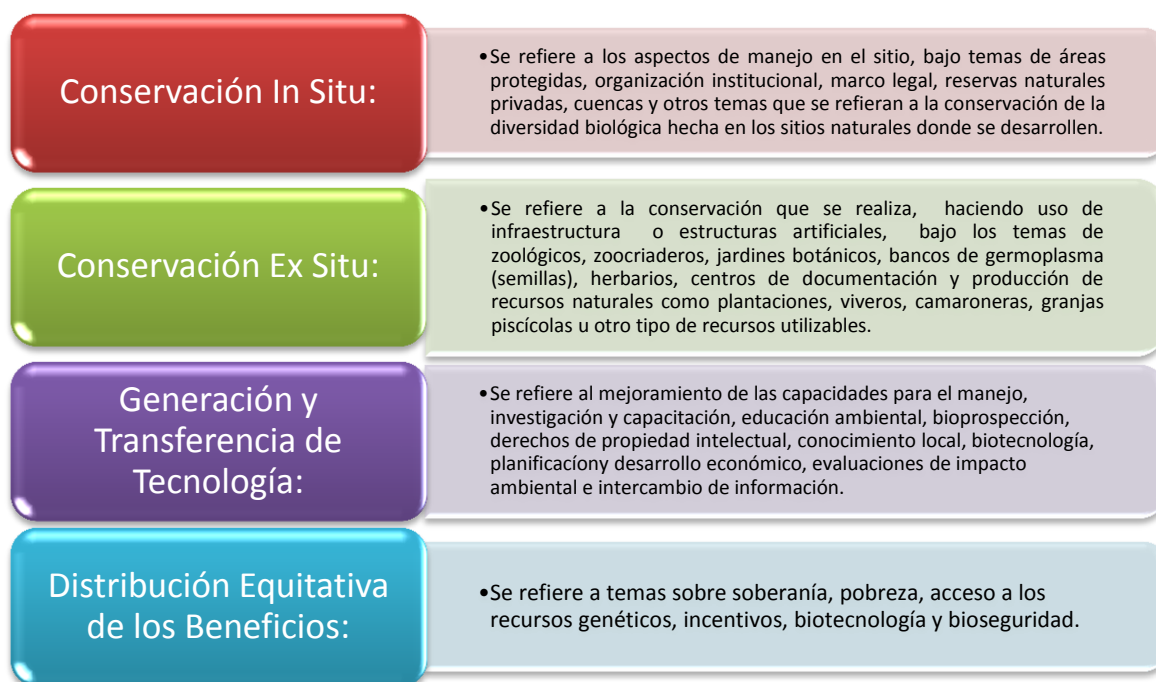 Conservación In Situ:
•Se refiere a los aspectos de manejo en el sitio, bajo temas de áreas
protegidas, organización institucional, marco legal, reservas naturales
privadas, cuencas y otros temas que se refieran a la conservación de la
diversidad biológica hecha en los sitios naturales donde se desarrollen.
Conservación Ex Situ:
•Se refiere a la conservación que se realiza, haciendo uso de
infraestructura o estructuras artificiales, bajo los temas de
zoológicos, zoocriaderos, jardines botánicos, bancos de germoplasma
(semillas), herbarios, centros de documentación y producción de
recursos naturales como plantaciones, viveros, camaroneras, granjas
piscícolas u otro tipo de recursos utilizables.
Generación y
Transferencia de
Tecnología:
•Se refiere al mejoramiento de las capacidades para el manejo,
investigación y capacitación, educación ambiental, bioprospección,
derechos de propiedad intelectual, conocimiento local, biotecnología,
planificacíony desarrollo económico, evaluaciones de impacto
ambiental e intercambio de información.
Distribución Equitativa
de los Beneficios:
•Se refiere a temas sobre soberanía, pobreza, acceso a los
recursos genéticos, incentivos, biotecnología y bioseguridad.